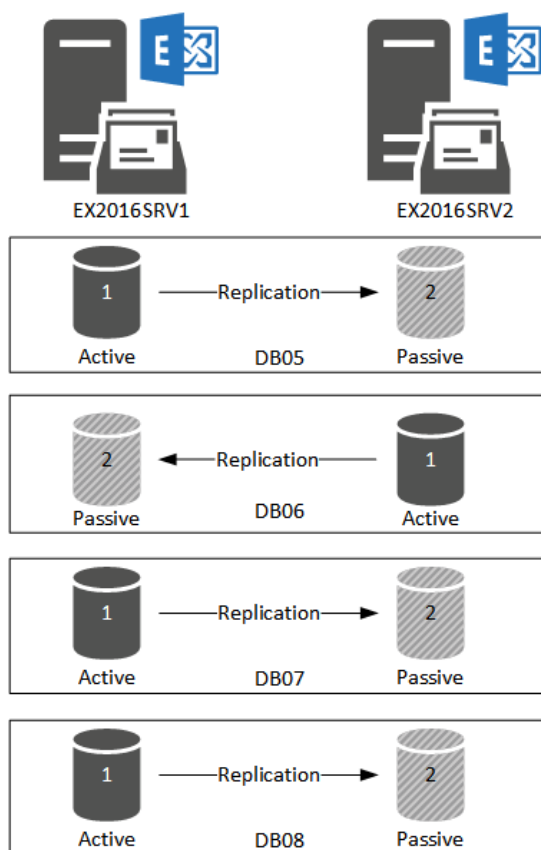 E E
EX2016SRV1 EX2016SRV2
1 Replication 2
Active DB05 Passive
2 Replication 1
Passive DB06 Active
1 Replication 2
Active DB07 Passive
1 Replication 2
Active DB08 Passive